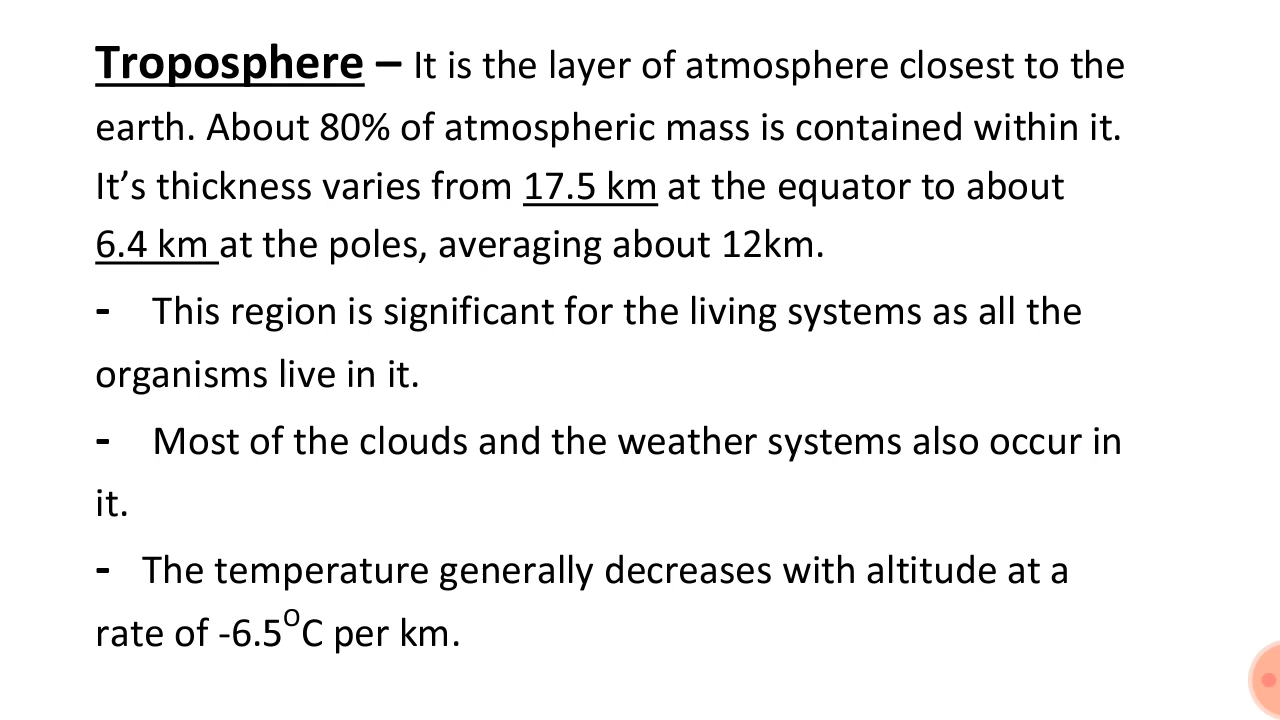 Troposphere – It is the layer of atmosphere closest to the
earth. About 80% of atmospheric mass is contained within it.
It’s thickness varies from 17.5 km at the equator to about
6.4 km at the poles, averaging about 12km.
- This region is significant for the living systems as all the
organisms live in it.
- Most of the clouds and the weather systems also occur in
it.
- The temperature generally decreases with altitude at a
rate of -6.5⁰C per km.